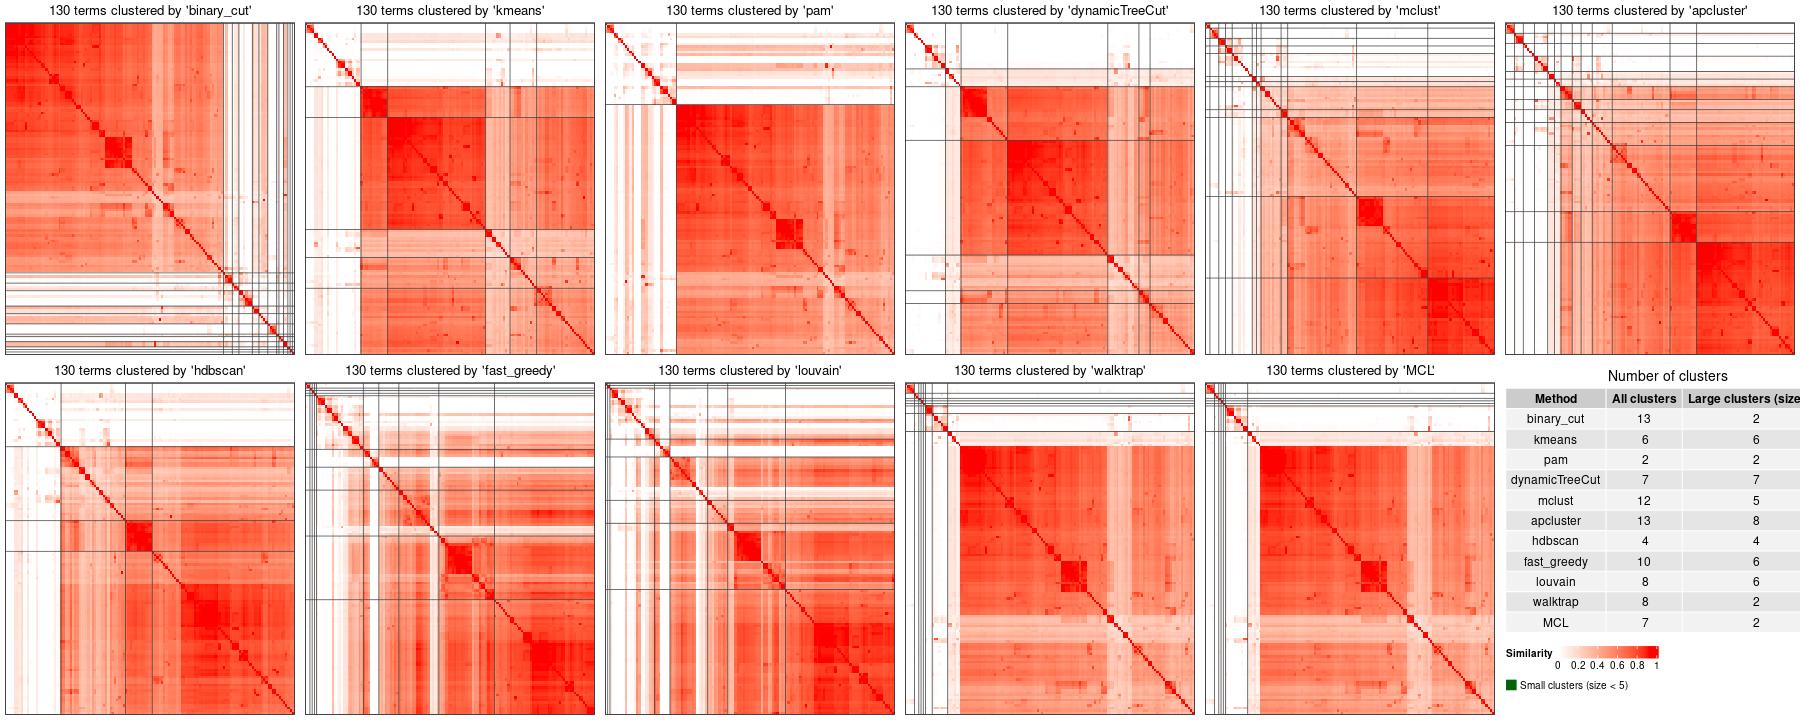 130 terms clustered by 'binary_cut'
130 terms clustered by 'kmeans'
130 terms clustered by 'pam'
130 terms clustered by 'dynamicTreeCut'
130 terms clustered by 'mclust'
130 terms clustered by 'apcluster'
130 terms clustered by 'hdbscan'
130 terms clustered by 'fast_greedy'
130 terms clustered by 'louvain'
130 terms clustered by 'walktrap'
130 terms clustered by 'MCL'
Number of clusters
Method All clusters Large clusters (size
binary_cut 13 2
kmeans 6 6
pam 2 2
dynamicTreeCut 7 7
mclust 12 5
apcluster 13 8
hdbscan 4 4
fast_greedy 10 6
louvain 8 6
walktrap 8 2
MCL 7 2
Similarity
0 0.2 0.4 0.6 0.8 1
Small clusters (size < 5)